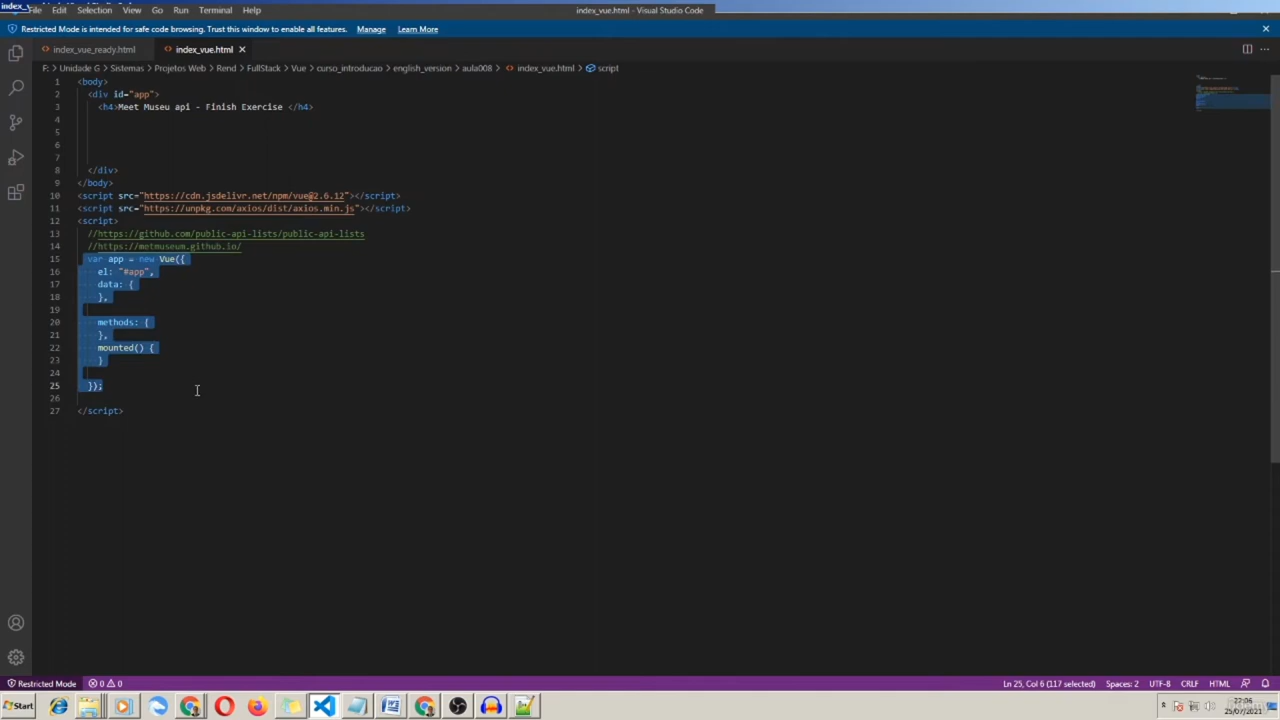 index_v
File Edit Selection View Go Run Terminal Help
index_vue.html - Visual Studio Code
Restricted Mode is intended for safe code browsing. Trust this window to enable all features. Manage Learn More
index_vue_ready.html index_vue.html
F: > Unidade G > Sistemas > Projetos Web > Rend > FullStack > Vue > curso_introducao > english_version > aula008 > index_vue.html > script
1 <body>
2 <div id="app">
3 <h4>Meet Museu api - Finish Exercise </h4>
4
5
6
7
8 </div>
9 </body>
10 <script src="https://cdn.jsdelivr.net/npm/vue@2.6.12"></script>
11 <script src="https://unpkg.com/axios/dist/axios.min.js"></script>
12 <script>
13 //https://github.com/public-api-lists/public-api-lists
14 //https://metmuseum.github.io/
15 var app = new Vue({
16 el: "#app",
17 data: {
18 },
19
20 methods: {
21 },
22 mounted() {
23 }
24
25 });
26
27 </script>
Restricted Mode 0 0 Ln 25, Col 6 (117 selected) Spaces: 2 UTF-8 CRLF HTML
Start
22:06
25/07/2021